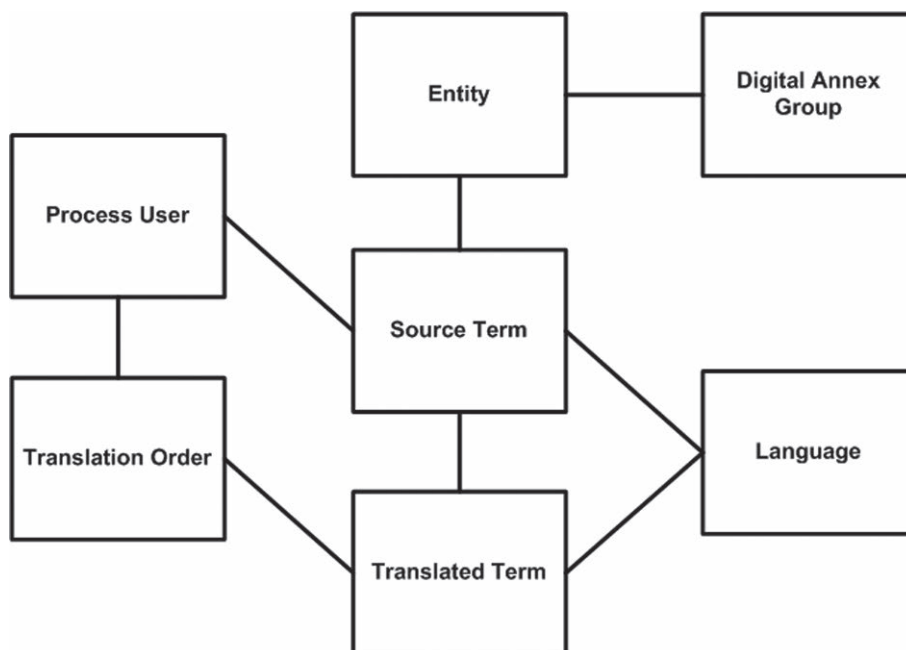 Entity
Digital Annex
Group
Process User
Source Term
Translation Order
Language
Translated Term